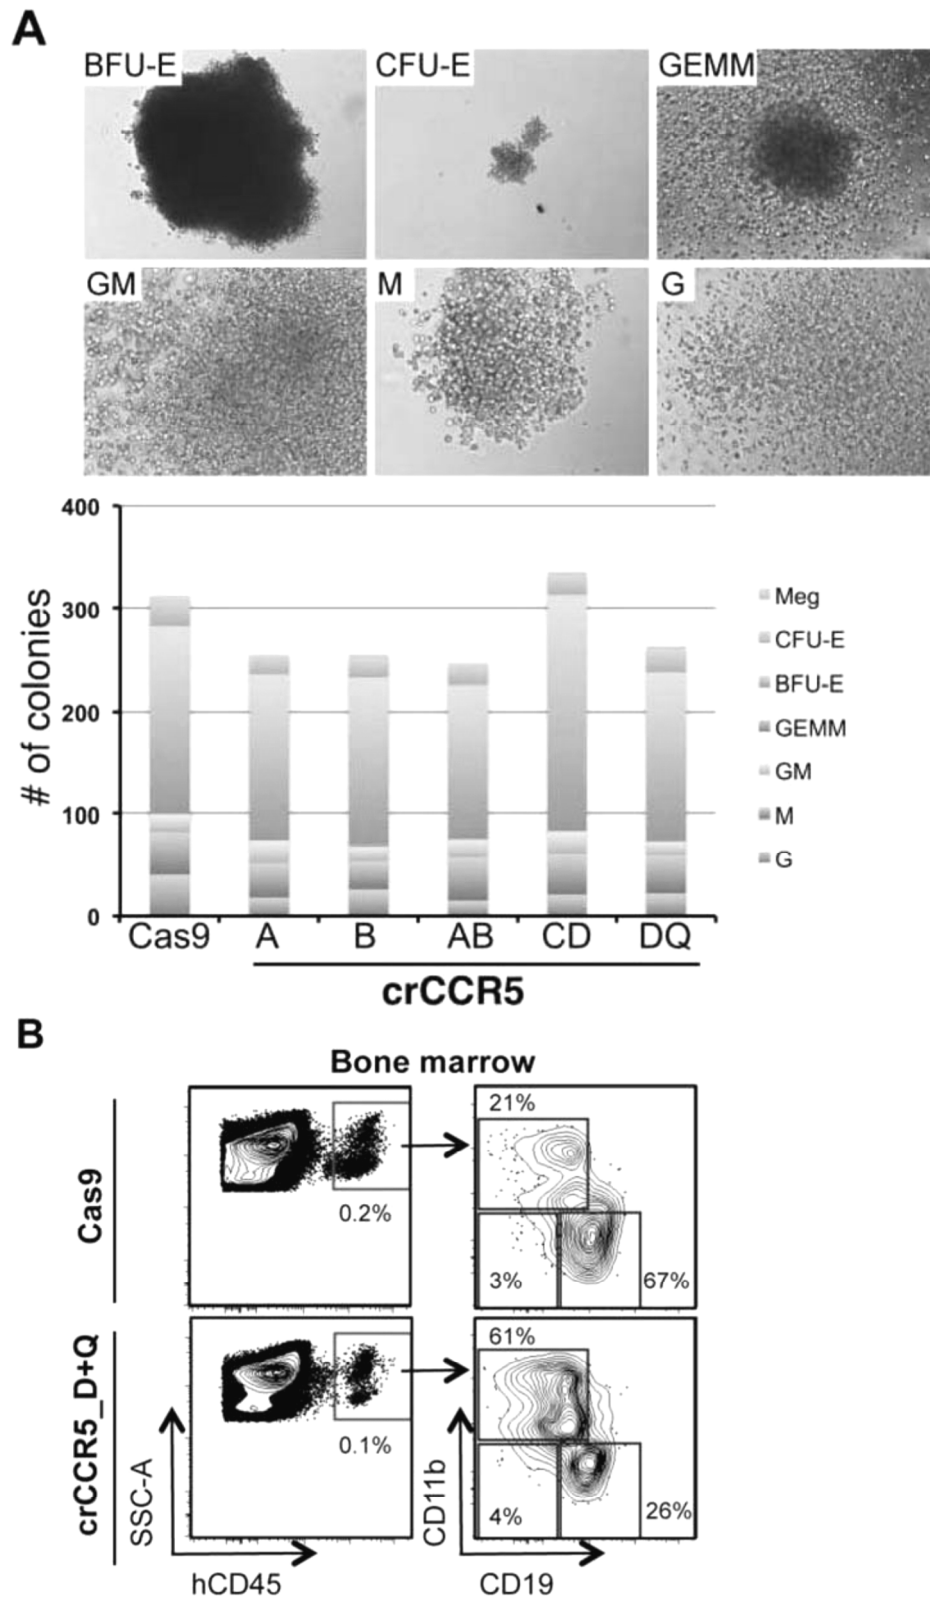 A
BFU-E
CFU-E
GEMM
GM
M
G
# of colonies
400
300
200
100
0
Cas9
A
B
AB
CD
DQ
crCCR5
Meg
CFU-E
BFU-E
GEMM
GM
M
G
B
Bone marrow
Cas9
0.2%
21%
3%
67%
crCCR5_D+Q
0.1%
61%
4%
26%
SSC-A
hCD45
CD11b
CD19